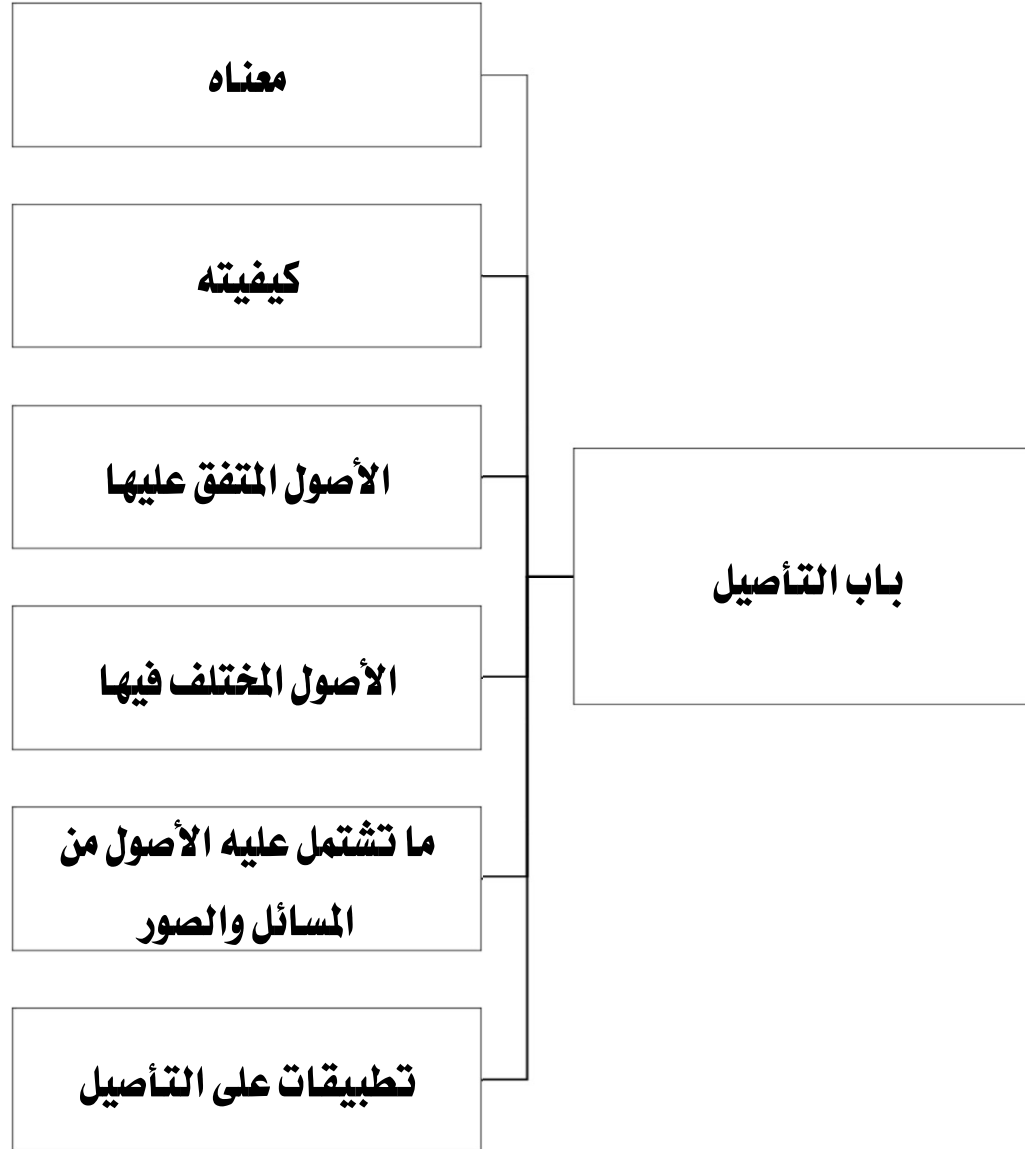 باب التأصيل
معناه
كيفيته
الأصول المتفق عليها
الأصول المختلف فيها
ما تشتمل عليه الأصول من
المسائل والصور
تطبيقات على التأصيل